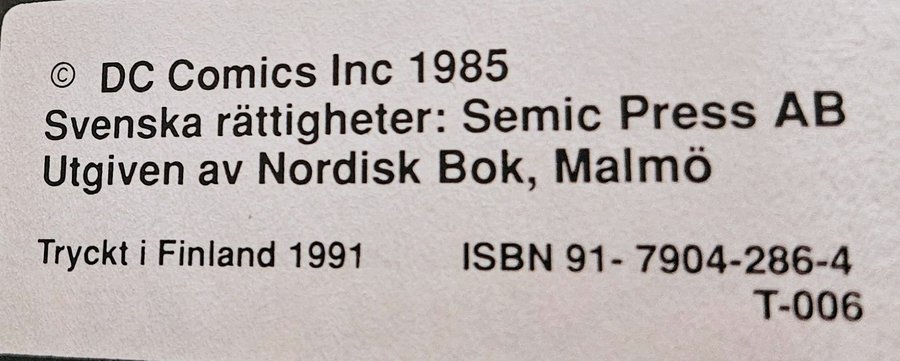 © DC Comics Inc 1985
Svenska rättigheter: Semic Press AB
Utgiven av Nordisk Bok, Malmö
Tryckt i Finland 1991
ISBN 91- 7904-286-4
T-006